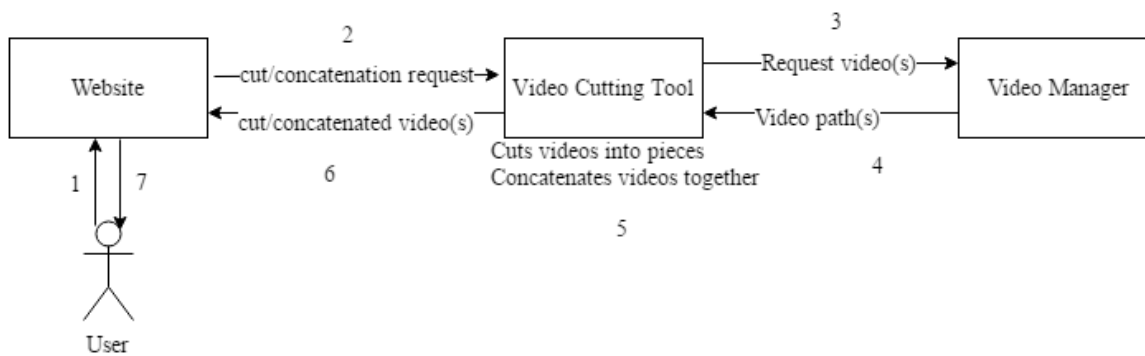 2
3
cut/concatenation request
Request video(s)
Website
Video Cutting Tool
Video Manager
cut/concatenated video(s)
Video path(s)
Cuts videos into pieces
Concatenates videos together
1
7
6
4
5
User